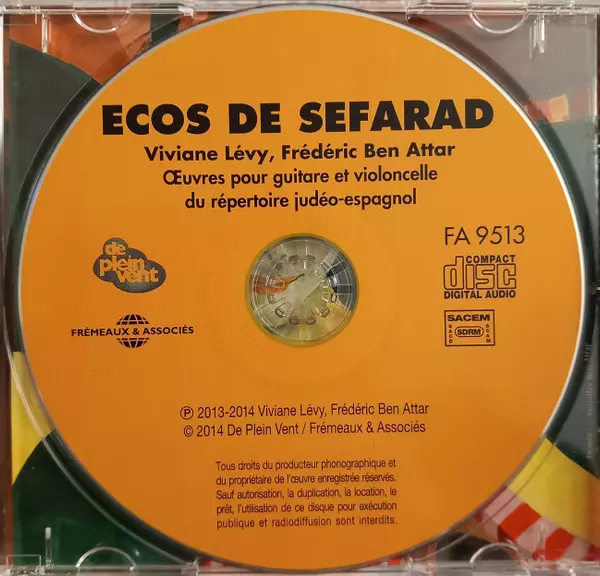 ECOS DE SEFARAD
Viviane Lévy, Frédéric Ben Attar
Œuvres pour guitare et violoncelle
du répertoire judéo-espagnol
FA 9513
de
plein
vent
COMPACT
disc
DIGITAL AUDIO
FRÉMEAUX & ASSOCIÉS
SACEM
SDRM
℗ 2013-2014 Viviane Lévy, Frédéric Ben Attar
© 2014 De Plein Vent / Frémeaux & Associés
Tous droits du producteur phonographique et
du propriétaire de l'œuvre enregistrée réservés.
Sauf autorisation, la duplication, la location, le
prêt, l'utilisation de ce disque pour exécution
publique et radiodiffusion sont interdits.